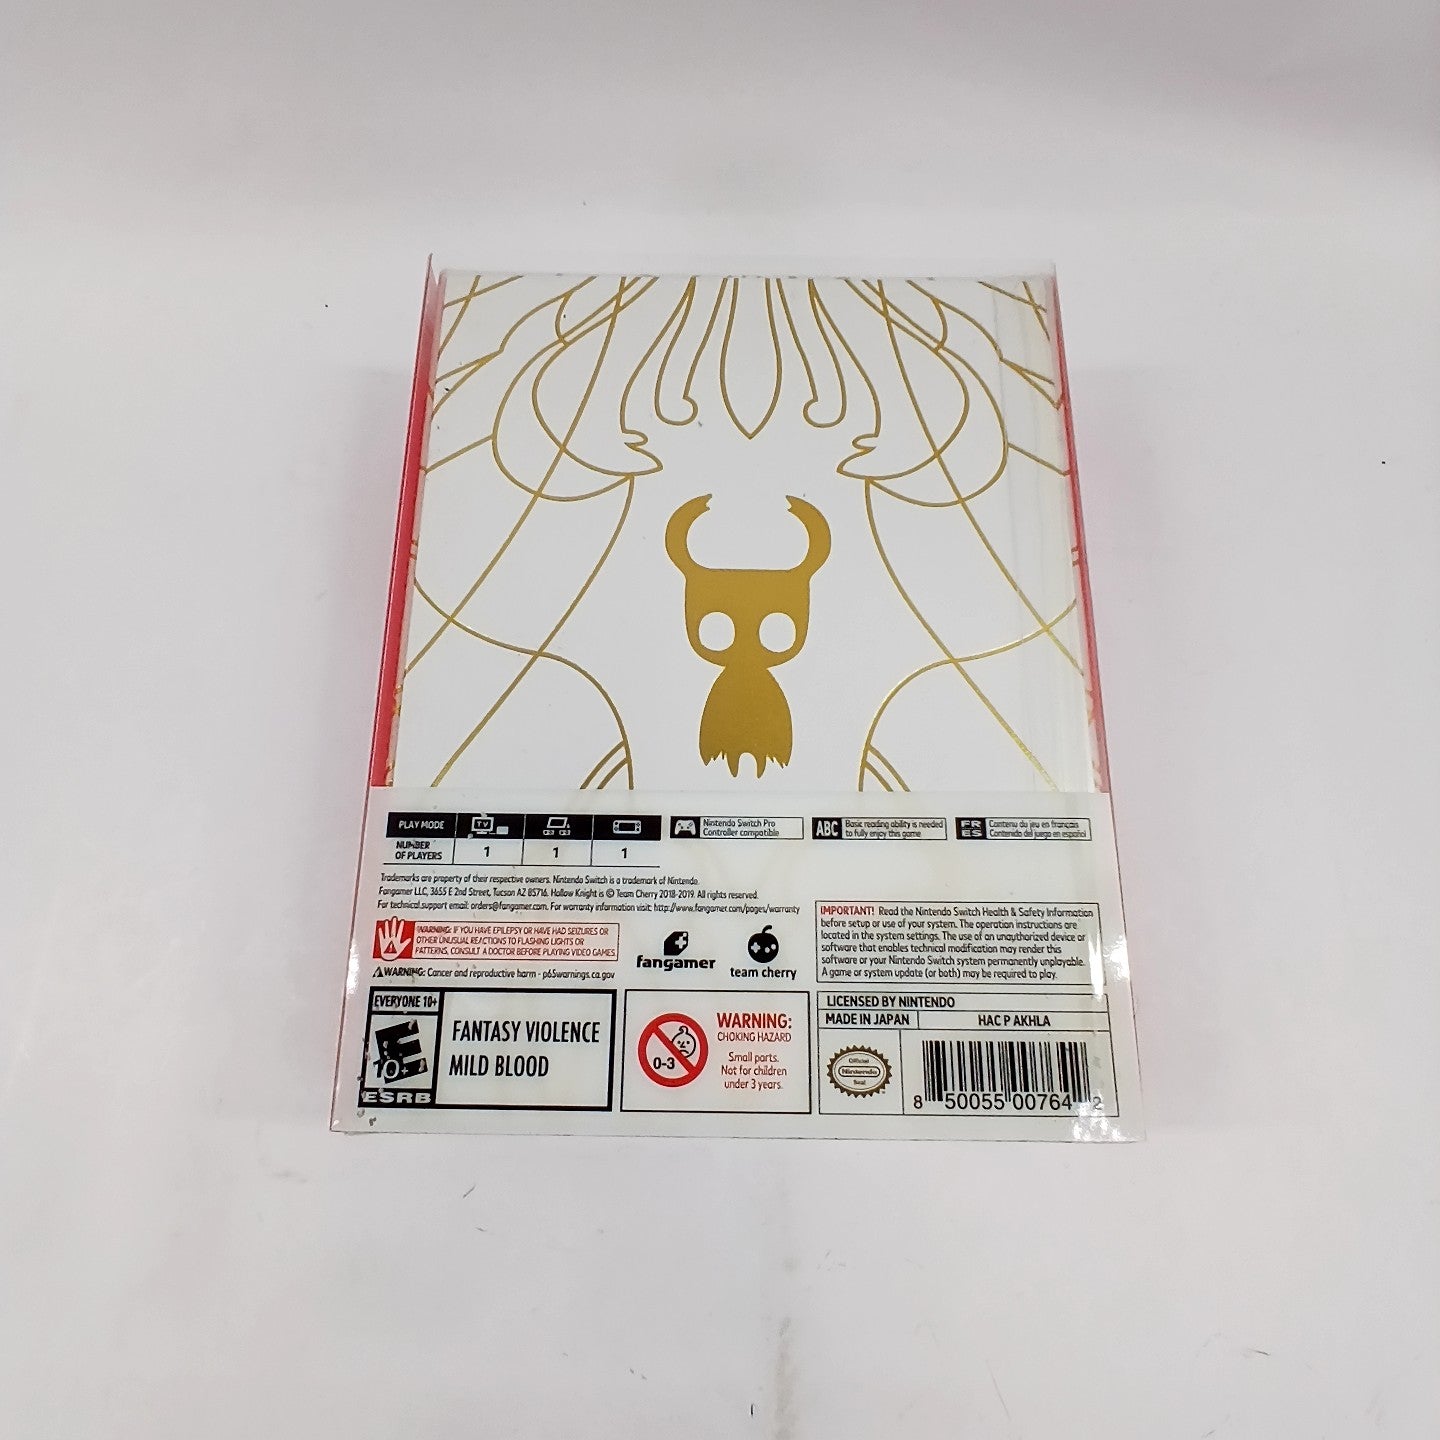 PLAY MODE
TV
NUMBER OF PLAYERS
1
1
1
Nintendo Switch Pro
Controller compatible
ABC
Basic reading ability is needed
to fully enjoy this game
FR
ES
Contenu du jeu en français
Contenido del juego en español
Trademarks are property of their respective owners. Nintendo Switch is a trademark of Nintendo.
Fangamer LLC, 3655 E 2nd Street, Tucson AZ 85716. Hollow Knight is © Team Cherry 2018-2019. All rights reserved.
For technical support email: orders@fangamer.com. For warranty information visit: http://www.fangamer.com/pages/warranty
WARNING: IF YOU HAVE EPILEPSY OR HAVE HAD SEIZURES OR
OTHER UNUSUAL REACTIONS TO FLASHING LIGHTS OR
PATTERNS, CONSULT A DOCTOR BEFORE PLAYING VIDEO GAMES.
WARNING: Cancer and reproductive harm - p65warnings.ca.gov
fangamer
team cherry
IMPORTANT! Read the Nintendo Switch Health & Safety Information
before setup or use of your system. The operation instructions are
located in the system settings. The use of an unauthorized device or
software that enables technical modification may render this
software or your Nintendo Switch system permanently unplayable.
A game or system update (or both) may be required to play.
EVERYONE 10+
E
10+
ESRB
FANTASY VIOLENCE
MILD BLOOD
0-3
WARNING:
CHOKING HAZARD
Small parts.
Not for children
under 3 years.
LICENSED BY NINTENDO
MADE IN JAPAN
HAC P AKHLA
Official
Nintendo
Seal
8 50055 00764 2